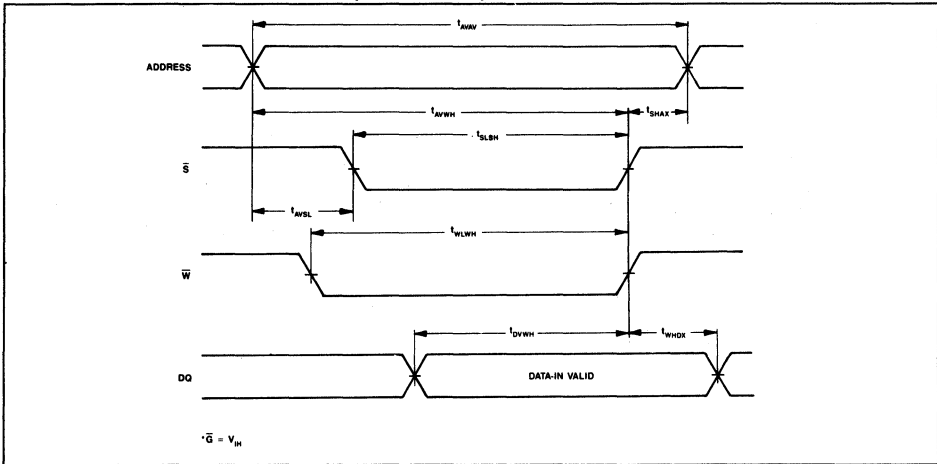 tAVAV
ADDRESS
tAVWH
tSHAX
tSLSH
S̅
tAVSL
tWLWH
W̅
tDVWH
tWHDX
DQ
DATA-IN VALID
*G̅ = VIH